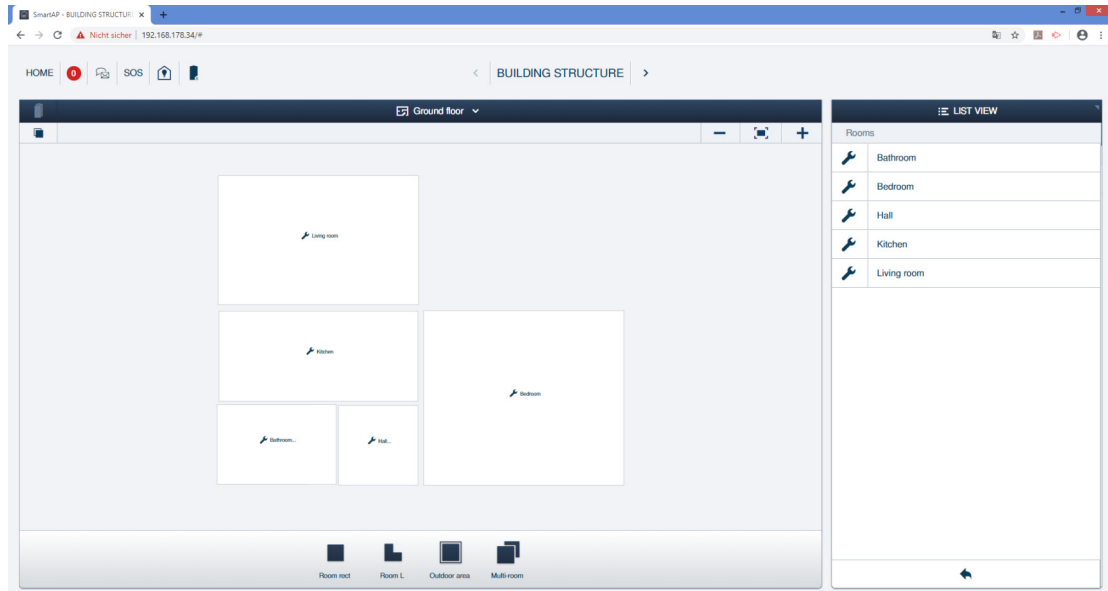 SmartAP - BUILDING STRUCTUR
Nicht sicher | 192.168.178.34/#
HOME 0 SOS
BUILDING STRUCTURE
Ground floor
LIST VIEW
Rooms
Bathroom
Bedroom
Hall
Kitchen
Living room
Living room
Kitchen
Bedroom
Bathroom...
Hall...
Room rect
Room L
Outdoor area
Multi-room